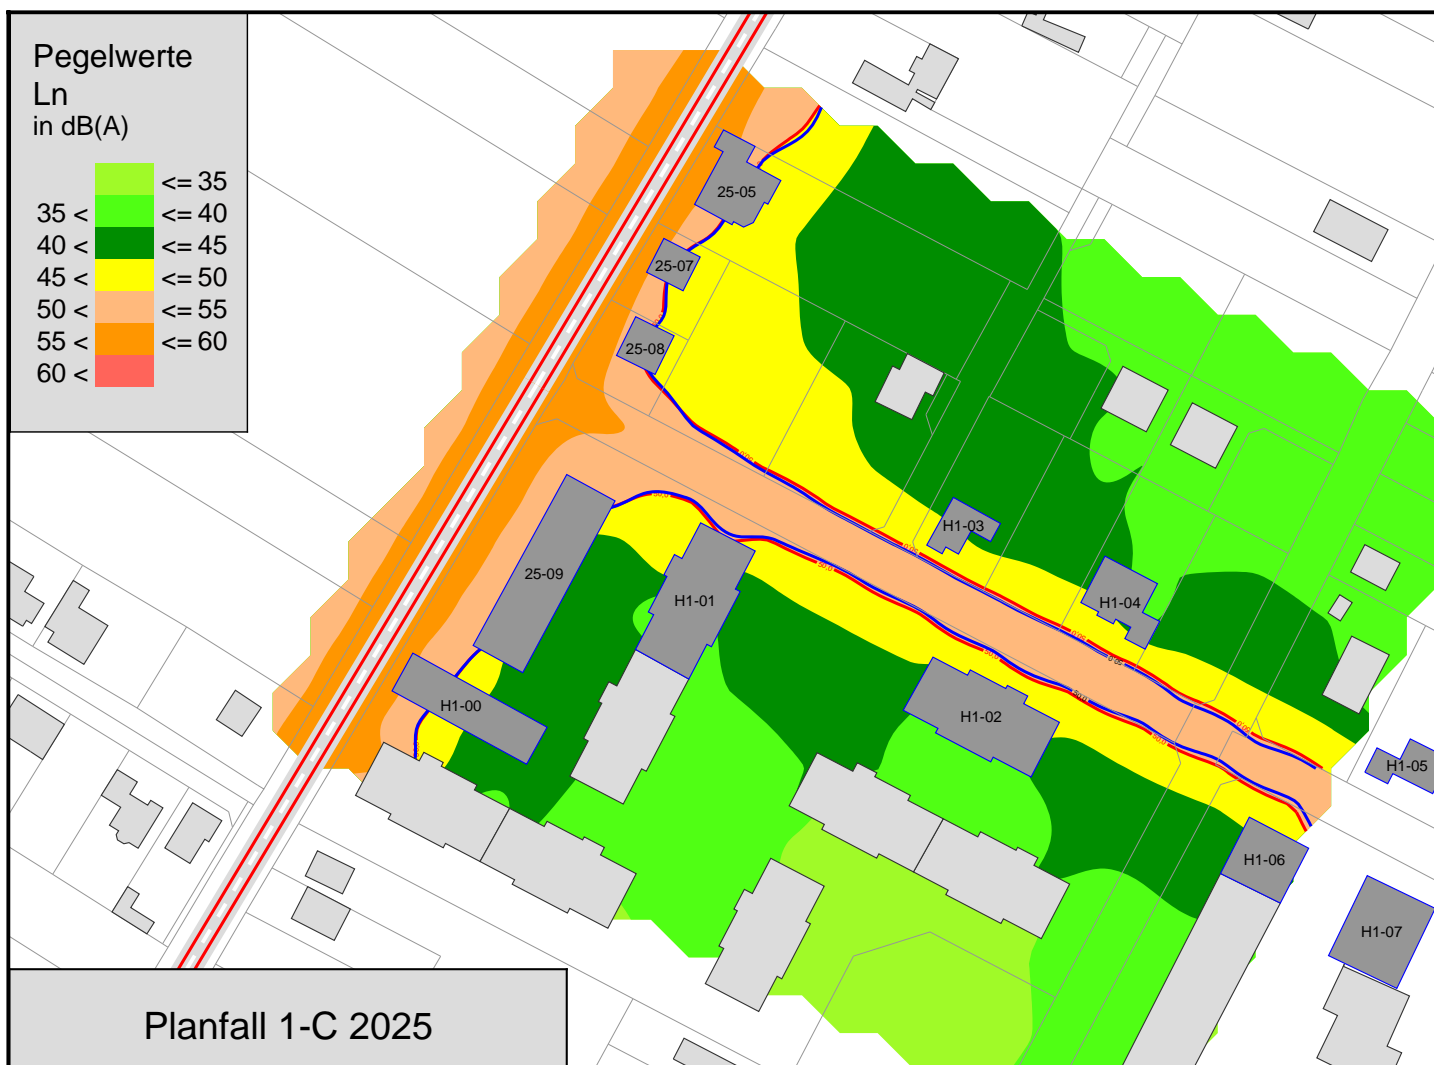 Pegelwerte
Ln
in dB(A)
<= 35
35 < <= 40
40 < <= 45
45 < <= 50
50 < <= 55
55 < <= 60
60 <
25-05
25-07
25-08
25-09
H1-00
H1-01
H1-02
H1-03
H1-04
H1-05
H1-06
H1-07
Planfall 1-C 2025